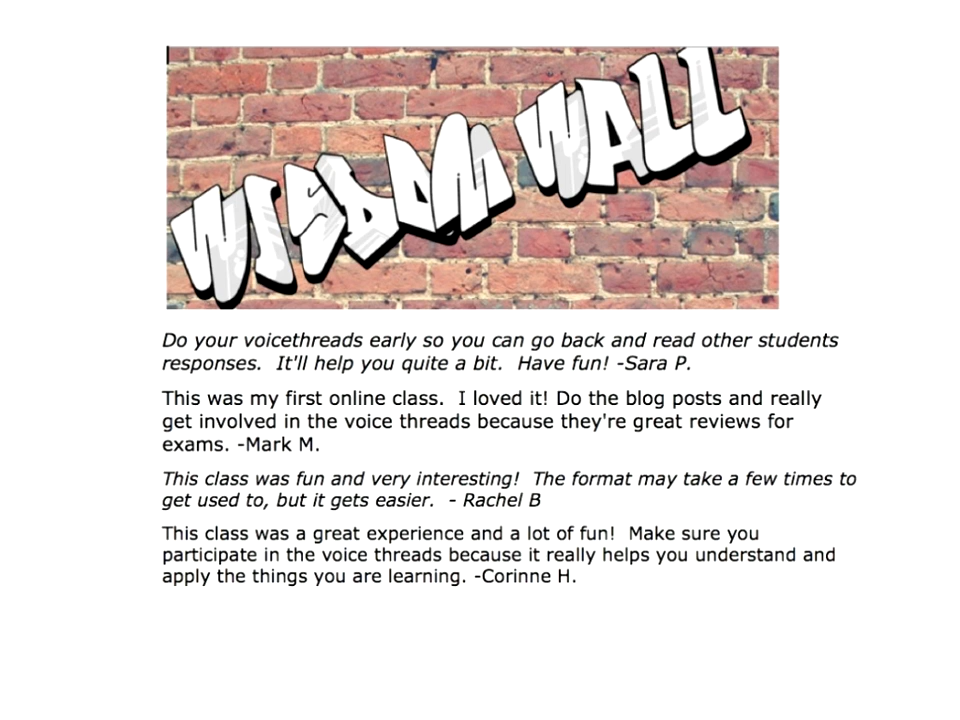 WISDOM WALL
Do your voicethreads early so you can go back and read other students
responses.  It'll help you quite a bit.  Have fun! -Sara P.
This was my first online class.  I loved it! Do the blog posts and really
get involved in the voice threads because they're great reviews for
exams. -Mark M.
This class was fun and very interesting!  The format may take a few times to
get used to, but it gets easier.  - Rachel B
This class was a great experience and a lot of fun!  Make sure you
participate in the voice threads because it really helps you understand and
apply the things you are learning. -Corinne H.